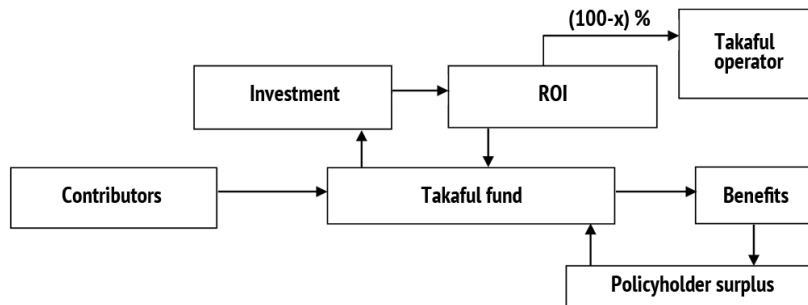 (100-x) %
Takaful
operator
Investment
ROI
Contributors
Takaful fund
Benefits
Policyholder surplus